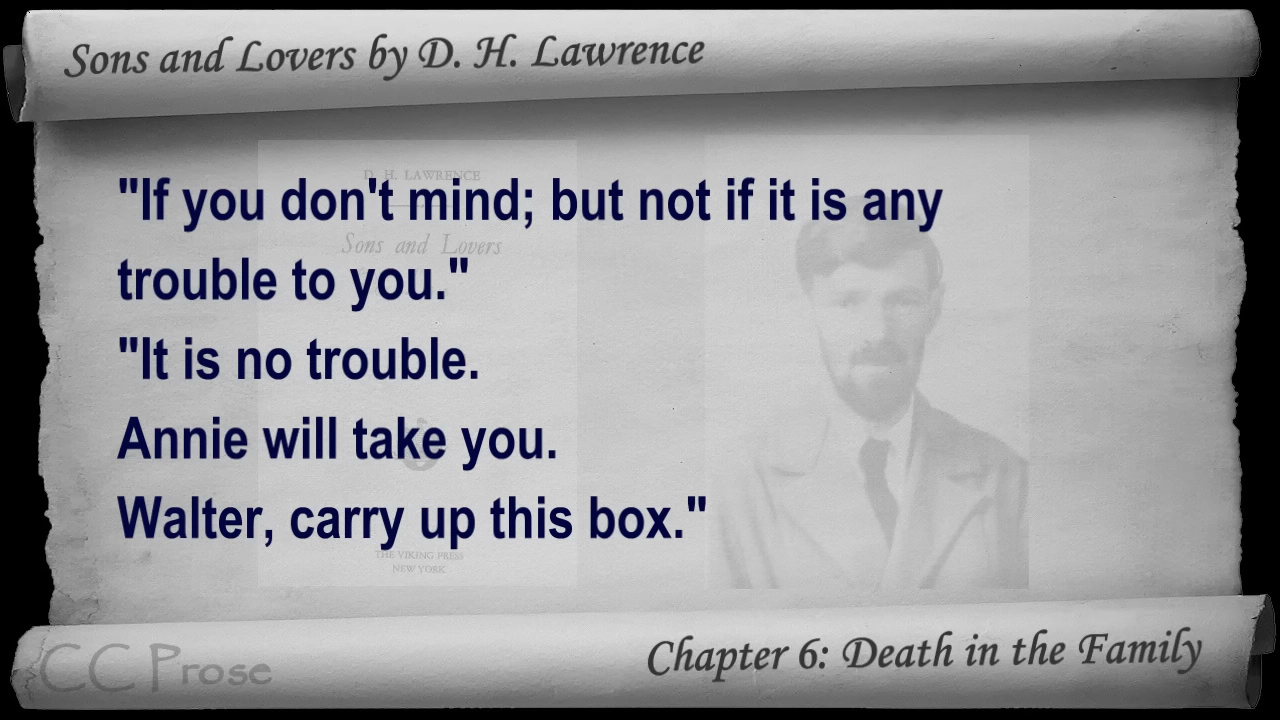 Sons and Lovers by D. H. Lawrence
D. H. LAWRENCE
"If you don't mind; but not if it is any
Sons and Lovers
trouble to you."
"It is no trouble.
Annie will take you.
Walter, carry up this box."
THE VIKING PRESS
NEW YORK
CC Prose
Chapter 6: Death in the Family